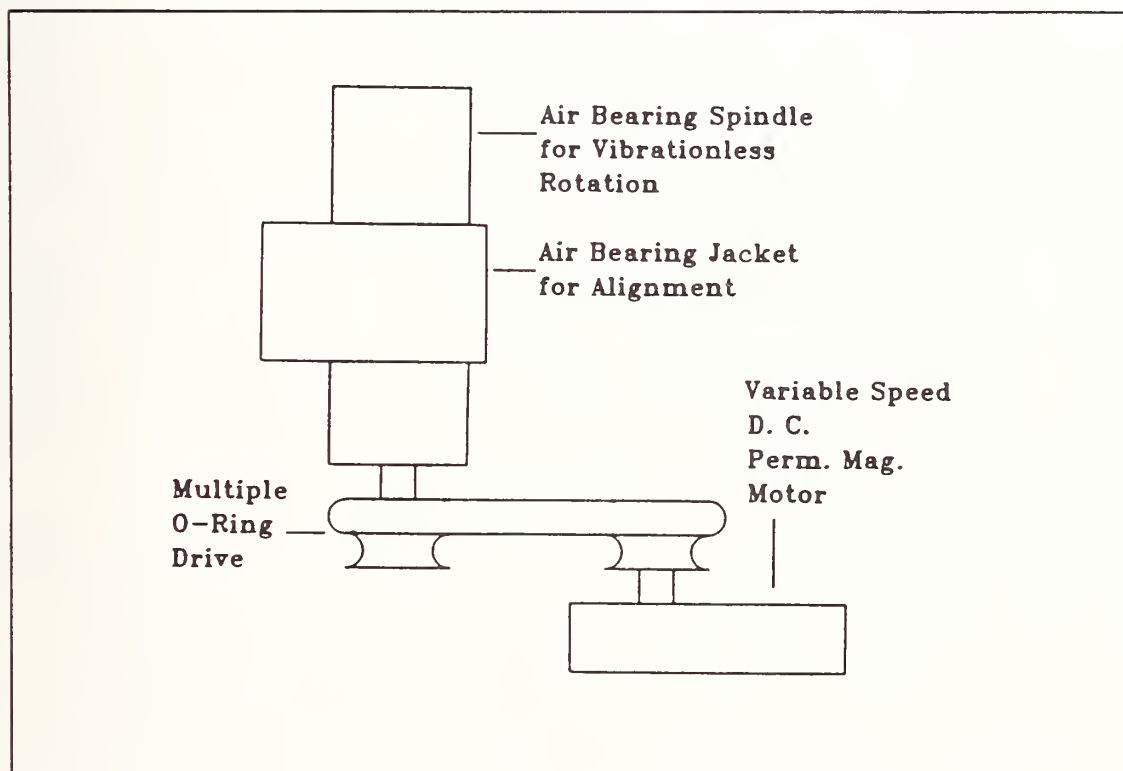 Air Bearing Spindle
for Vibrationless
Rotation
Air Bearing Jacket
for Alignment
Variable Speed
D. C.
Perm. Mag.
Motor
Multiple
O-Ring
Drive